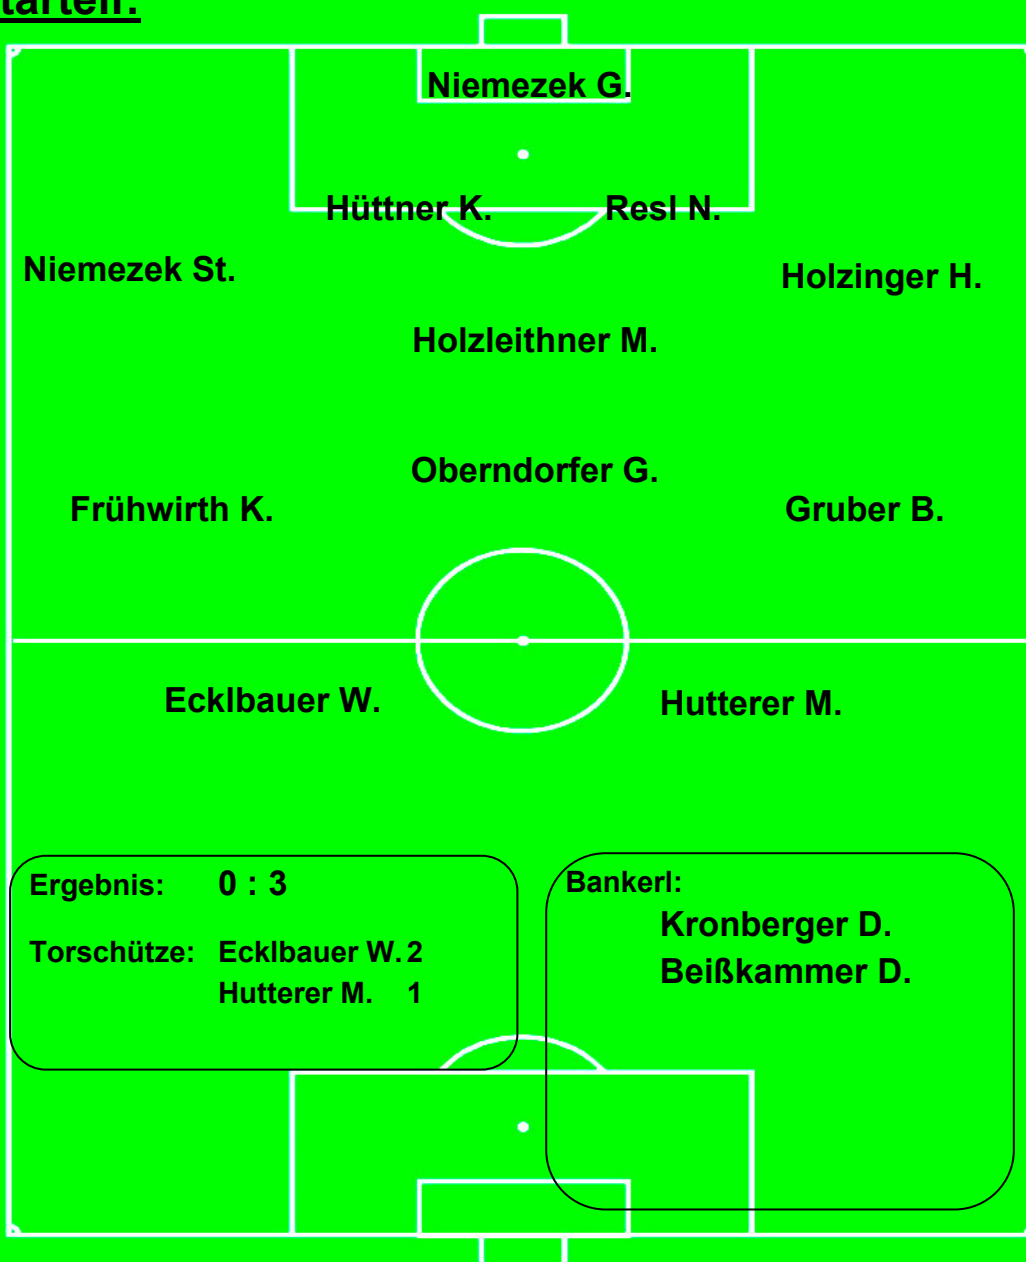 Niemezek G.
Hüttner K. Resl N.
Niemezek St. Holzinger H.
Holzleithner M.
Oberndorfer G.
Frühwirth K. Gruber B.
Ecklbauer W. Hutterer M.
Ergebnis: 0 : 3
Torschütze: Ecklbauer W. 2
Hutterer M. 1
Bankerl:
Kronberger D.
Beißkammer D.